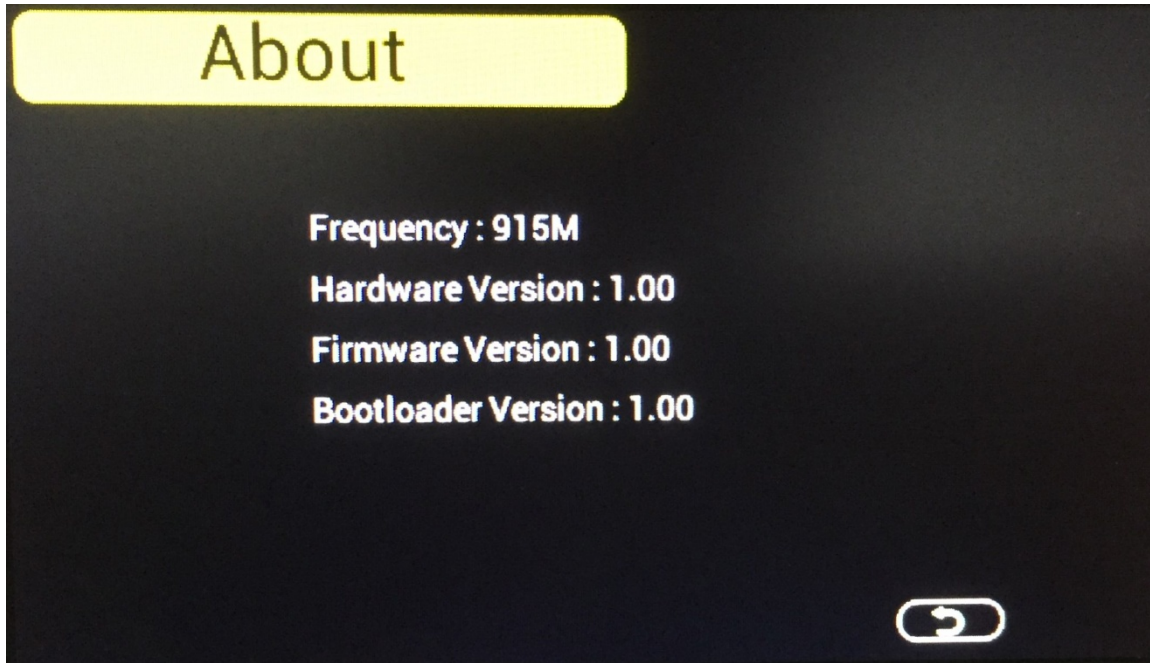 About
Frequency : 915M
Hardware Version : 1.00
Firmware Version : 1.00
Bootloader Version : 1.00